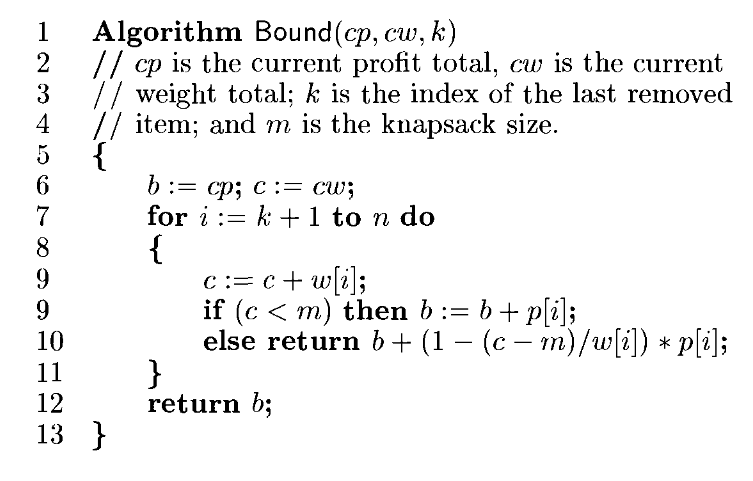 1 Algorithm Bound(cp, cw, k)
2 // cp is the current profit total, cw is the current
3 // weight total; k is the index of the last removed
4 // item; and m is the knapsack size.
5 {
6 b := cp; c := cw;
7 for i := k + 1 to n do
8 {
9 c := c + w[i];
9 if (c < m) then b := b + p[i];
10 else return b + (1 − (c − m)/w[i]) ∗ p[i];
11 }
12 return b;
13 }